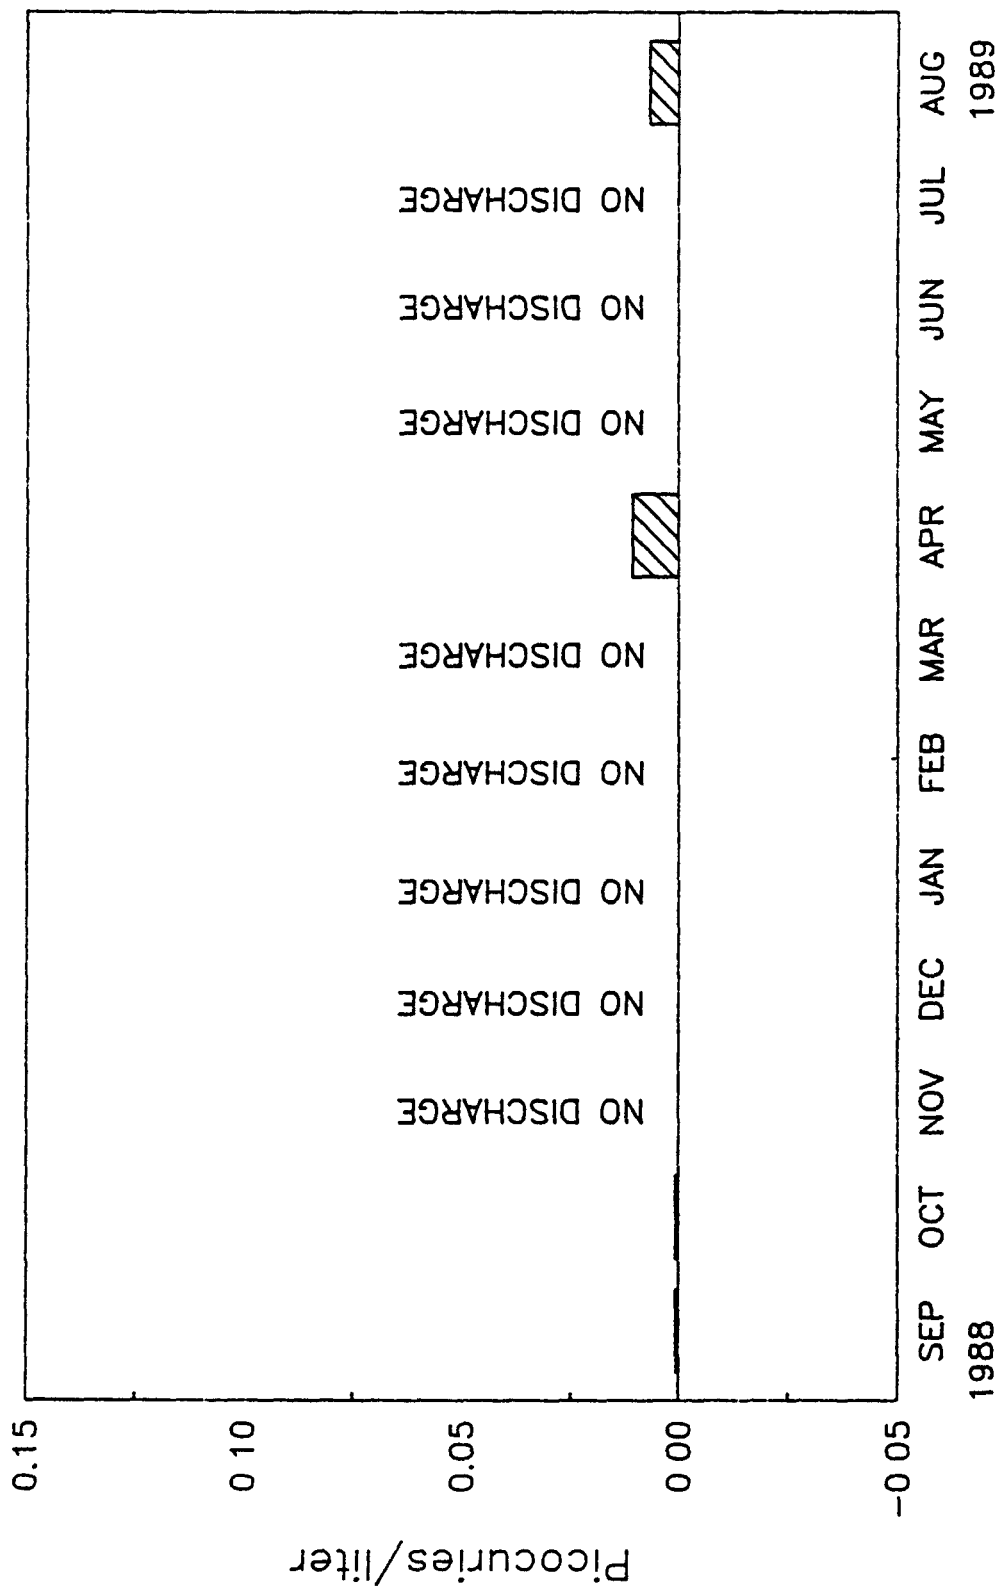 Picocuries/liter
0.15
0 10
0.05
0 00
-0 05
NO DISCHARGE
NO DISCHARGE
NO DISCHARGE
NO DISCHARGE
NO DISCHARGE
NO DISCHARGE
NO DISCHARGE
NO DISCHARGE
SEP OCT NOV DEC JAN FEB MAR APR MAY JUN JUL AUG
1988 1989